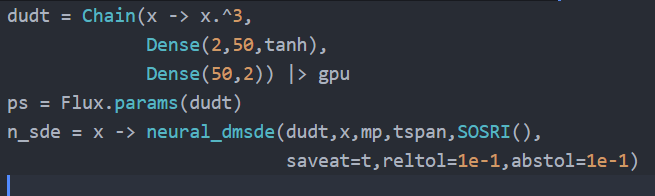 dudt = Chain(x -> x.^3,
             Dense(2,50,tanh),
             Dense(50,2)) |> gpu
ps = Flux.params(dudt)
n_sde = x -> neural_dmsde(dudt,x,mp,tspan,SOSRI(),
                          saveat=t,reltol=1e-1,abstol=1e-1)